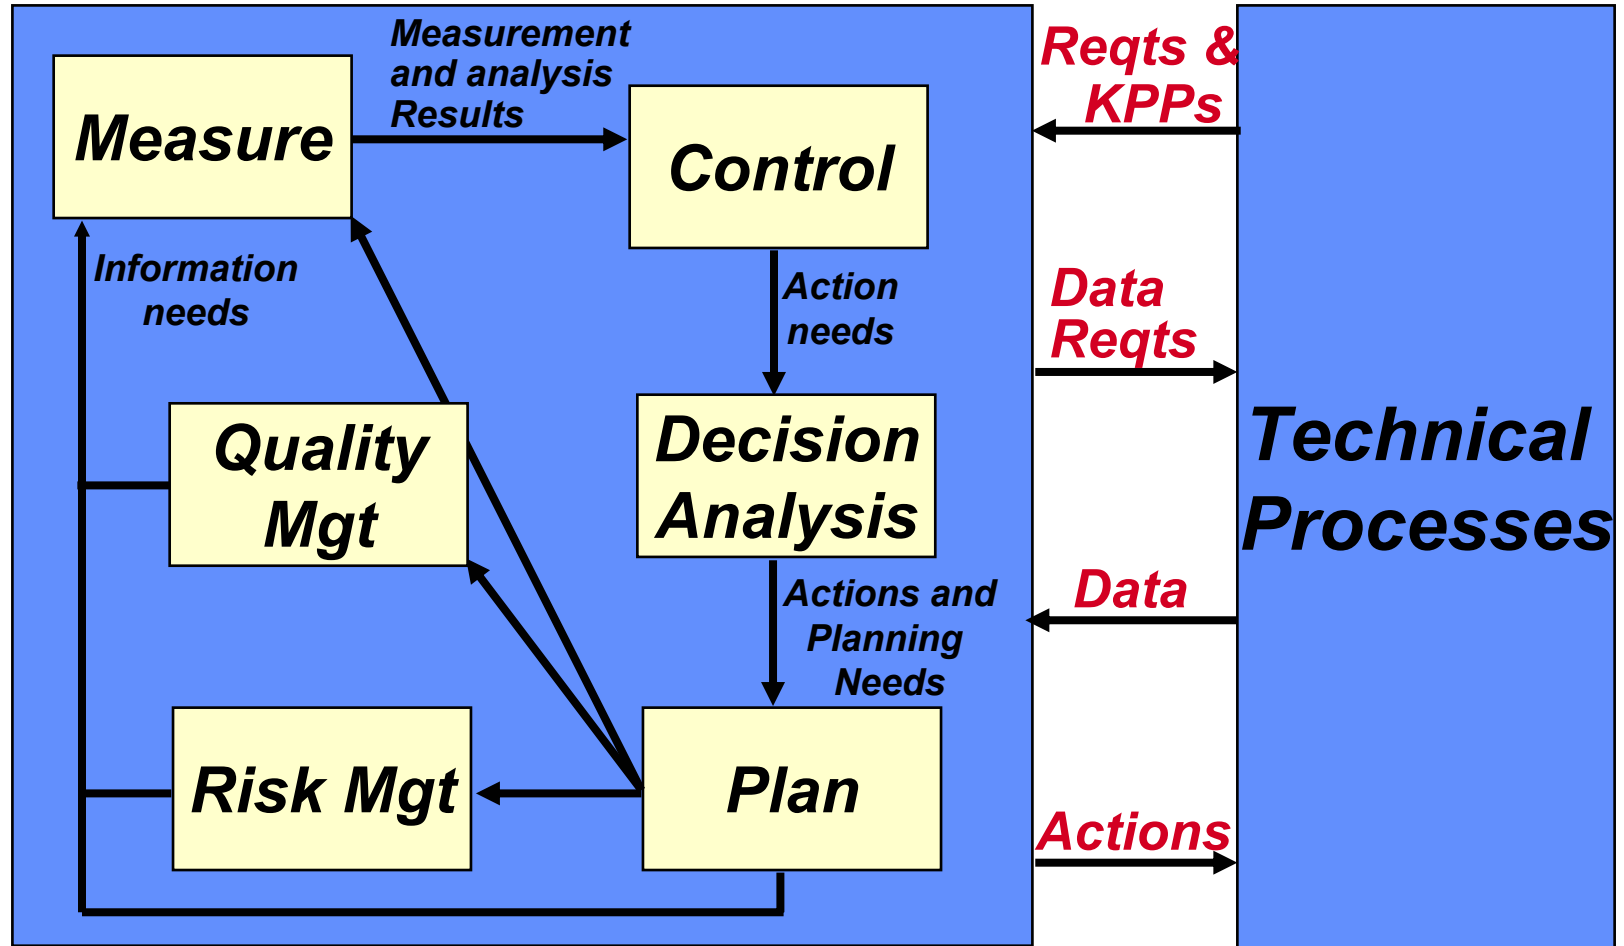 Measure
Measurement
and analysis
Results
Control
Information
needs
Action
needs
Quality
Mgt
Decision
Analysis
Actions and
Planning
Needs
Risk Mgt
Plan
Reqts &
KPPs
Data
Reqts
Data
Actions
Technical
Processes